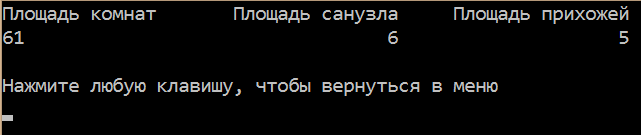 Площадь комнат Площадь санузла Площадь прихожей
61 6 5
Нажмите любую клавишу, чтобы вернуться в меню